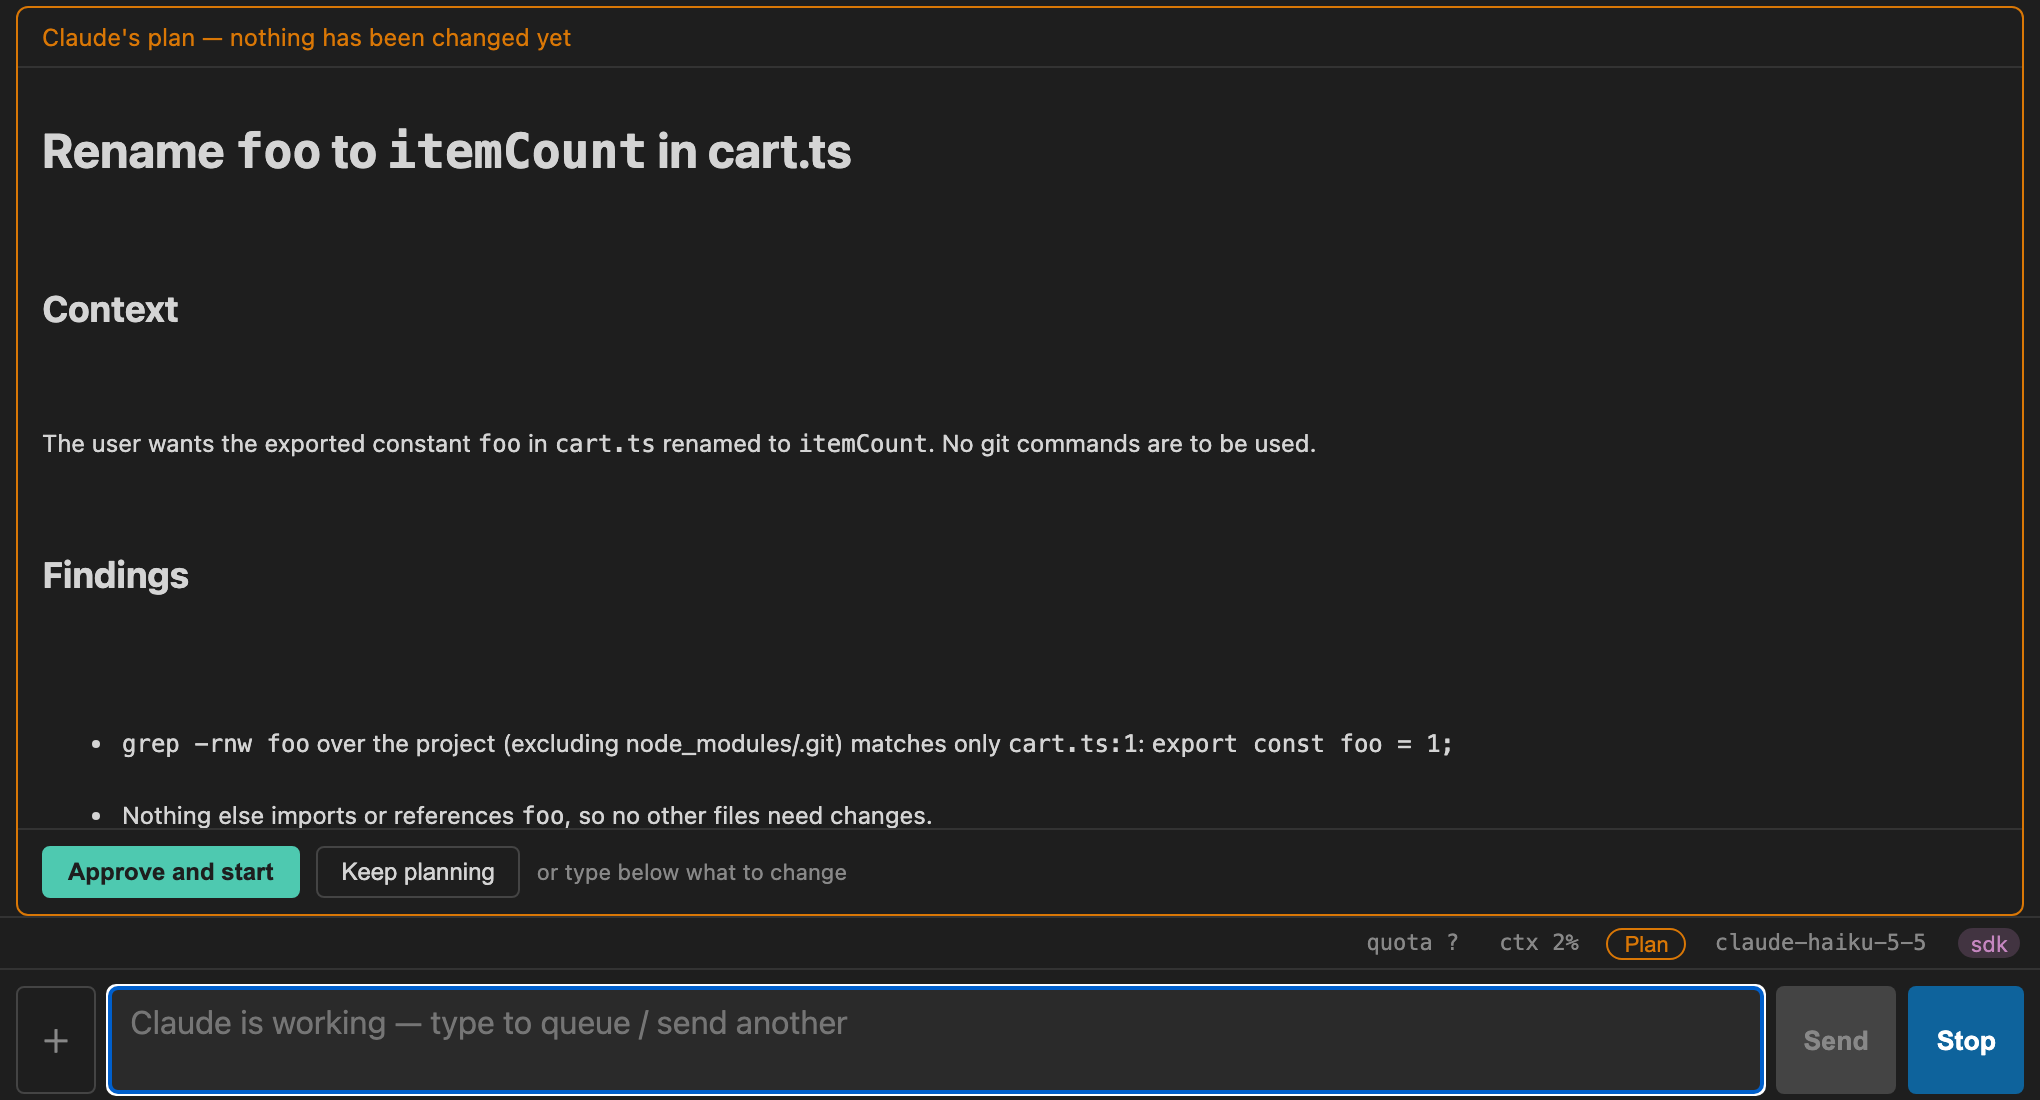 Claude's plan — nothing has been changed yet
Rename foo to itemCount in cart.ts
Context
The user wants the exported constant foo in cart.ts renamed to itemCount. No git commands are to be used.
Findings
• grep -rnw foo over the project (excluding node_modules/.git) matches only cart.ts:1: export const foo = 1;
• Nothing else imports or references foo, so no other files need changes.
Approve and start Keep planning or type below what to change
quota ? ctx 2% Plan claude-haiku-5-5 sdk
+ Claude is working — type to queue / send another Send Stop